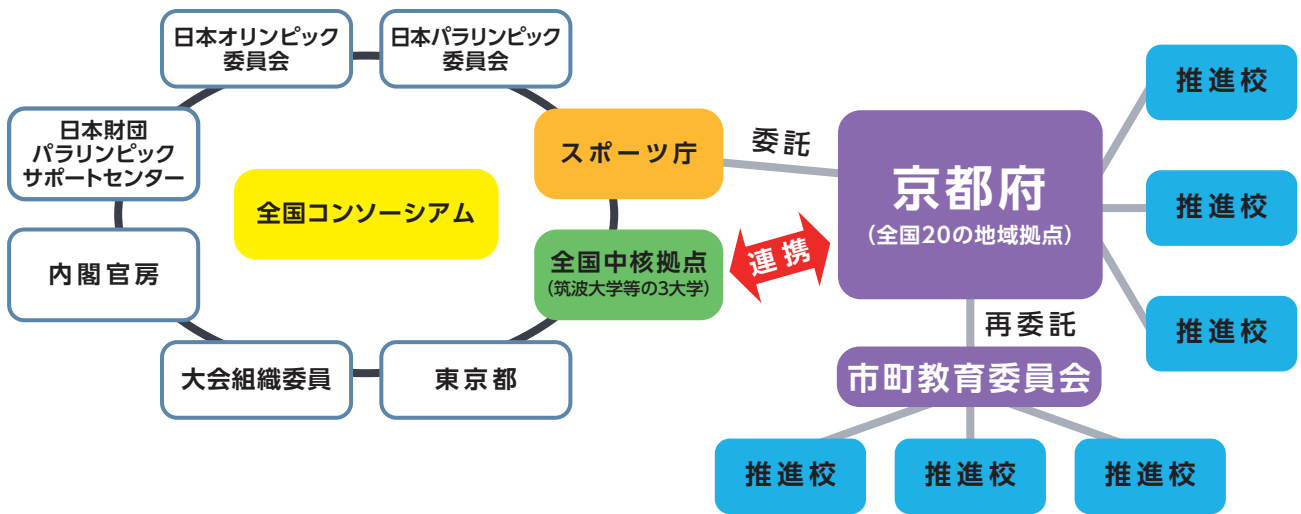 日本オリンピック
委員会
日本パラリンピック
委員会
日本財団
パラリンピック
サポートセンター
スポーツ庁
全国コンソーシアム
内閣官房
全国中核拠点
(筑波大学等の3大学)
大会組織委員
東京都
委託
連携
京都府
(全国20の地域拠点)
推進校
推進校
推進校
再委託
市町教育委員会
推進校
推進校
推進校